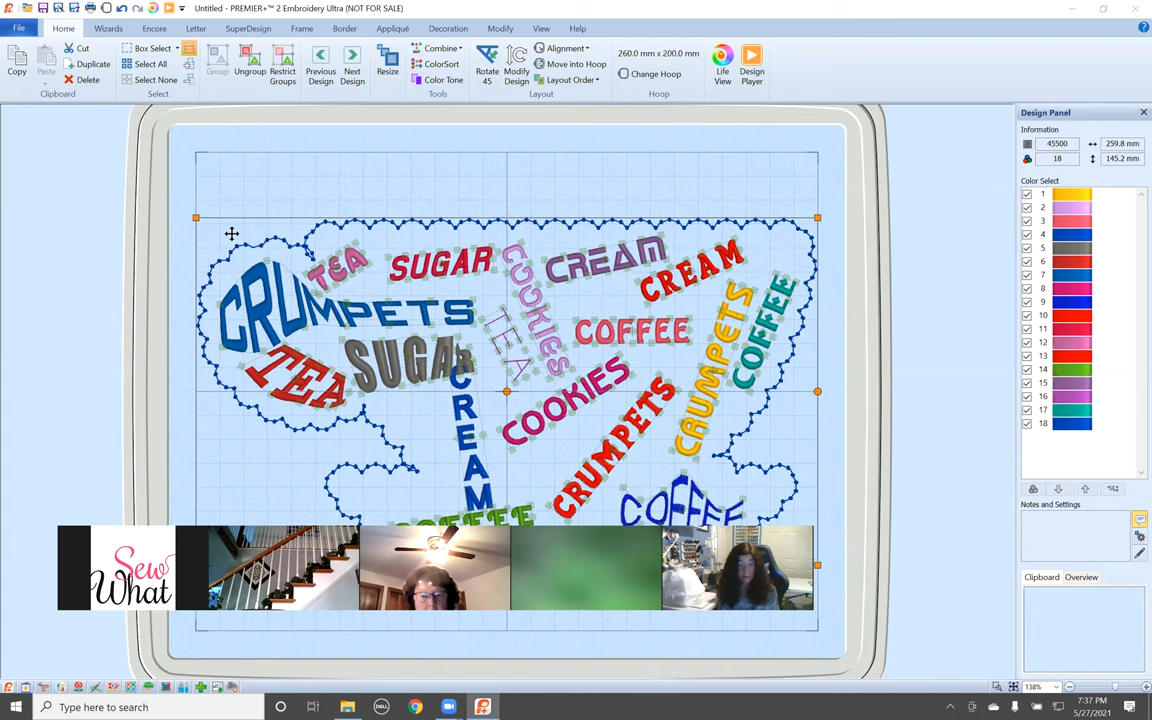 Untitled - PREMIER+™ 2 Embroidery Ultra (NOT FOR SALE)
File Home Wizards Encore Hoop Letter SuperDesign Frame Border Appliqué Decoration Modify View Help
Copy Paste Cut Duplicate Delete
Box Select Select All Select None
Group Ungroup Restrict Groups
Previous Design Next Design Resize
Combine ColorSort Color Tone
Rotate 45 Modify Design
Alignment Move into Hoop Layout Order
260.0 mm x 200.0 mm
Change Hoop
Life View Design Player
Clipboard Select Tools Layout Hoop
Design Panel
Information
45500 259.8 mm
18 145.2 mm
Color Select
1
2
3
4
5
6
7
8
9
10
11
12
13
14
15
16
17
18
Notes and Settings
Clipboard Overview
TEA SUGAR COOKIES CREAM CREAM
CRUMPETS TEA COFFEE CRUMPETS COFFEE
TEA SUGAR COOKIES
CREAM CRUMPETS
COFFEE COFFEE
Sew
What
138%
Type here to search
DELL
7:37 PM
5/27/2021